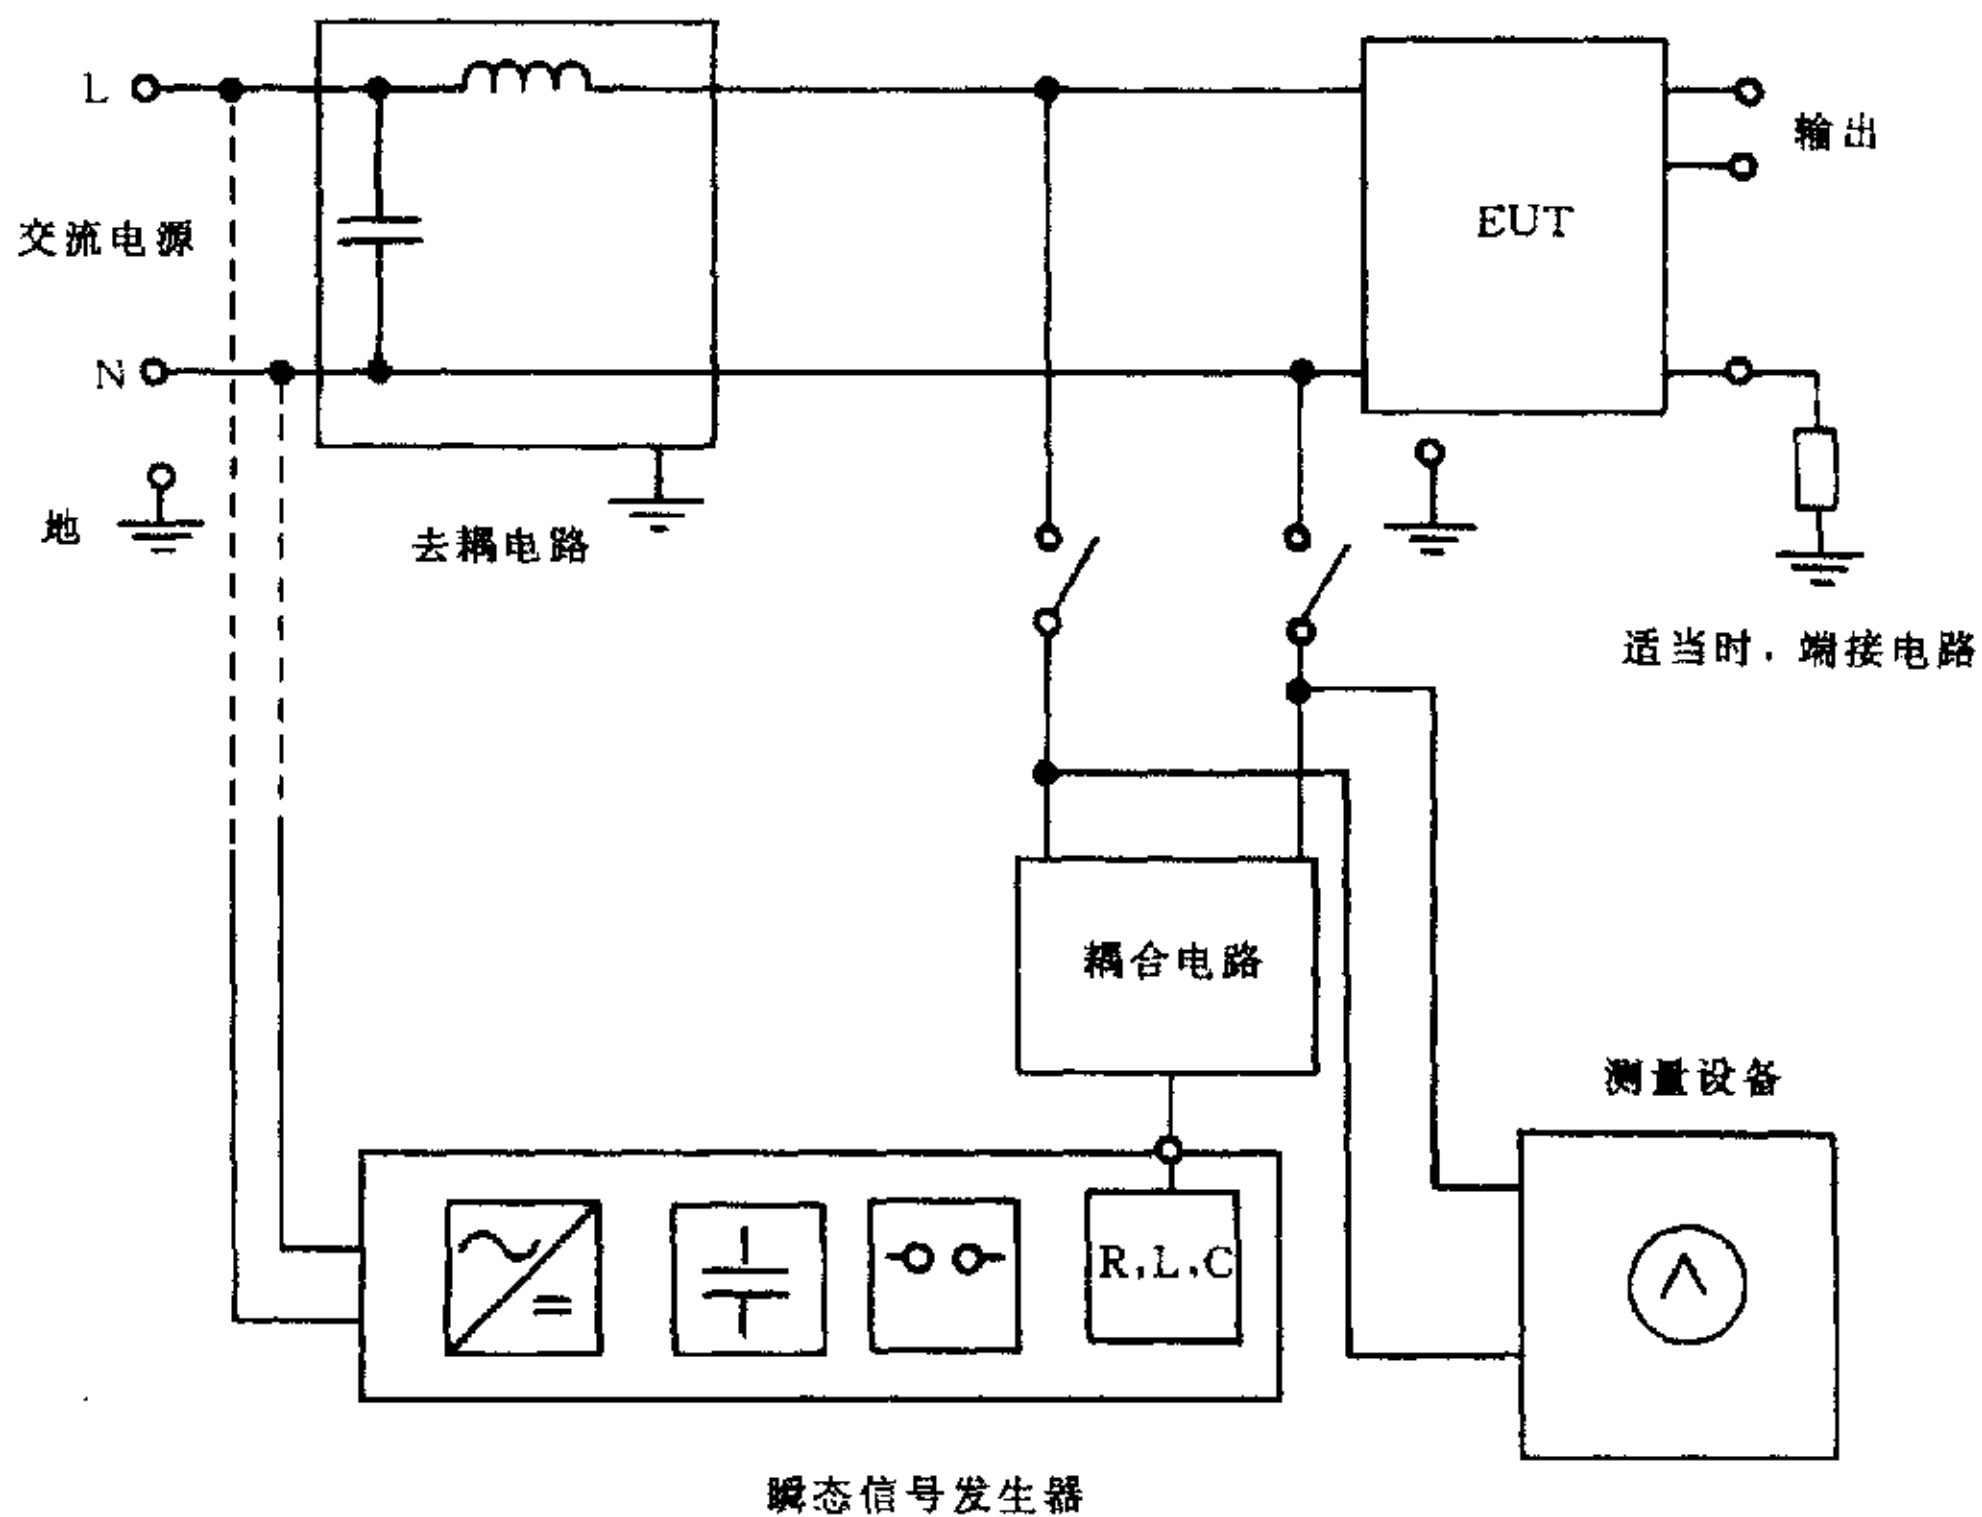 L
输出
交流电源
EUT
N
地
去耦电路
适当时，端接电路
耦合电路
测量设备
R,L,C
瞬态信号发生器